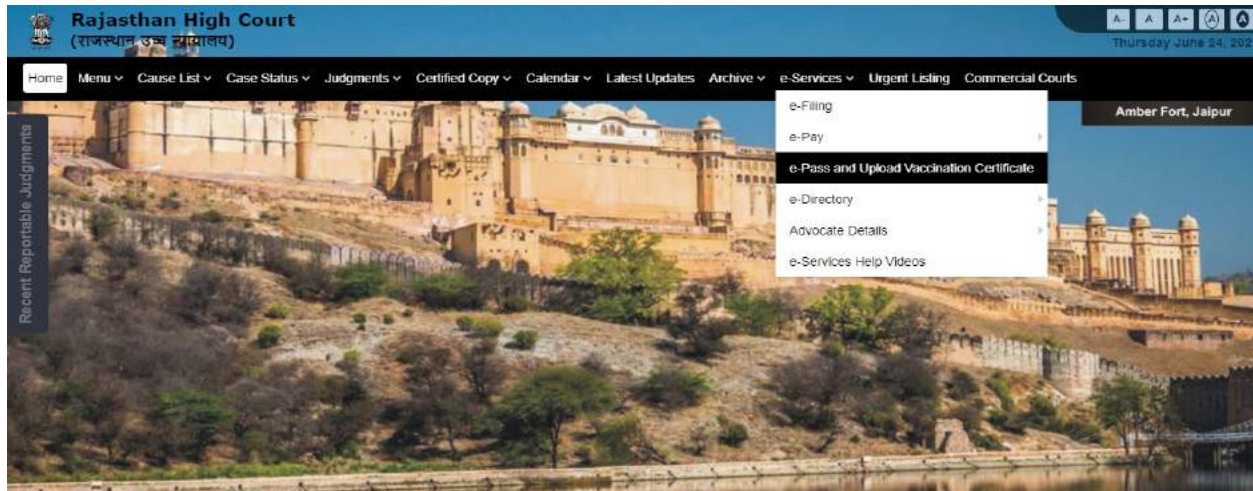 Rajasthan High Court
(राजस्थान उच्च न्यायालय)
A- A A+ A A
Thursday June 24, 202
Home Menu Cause List Case Status Judgments Certified Copy Calendar Latest Updates Archive e-Services Urgent Listing Commercial Courts
e-Filing
e-Pay
e-Pass and Upload Vaccination Certificate
e-Directory
Advocate Details
e-Services Help Videos
Amber Fort, Jaipur
Recent Reportable Judgments